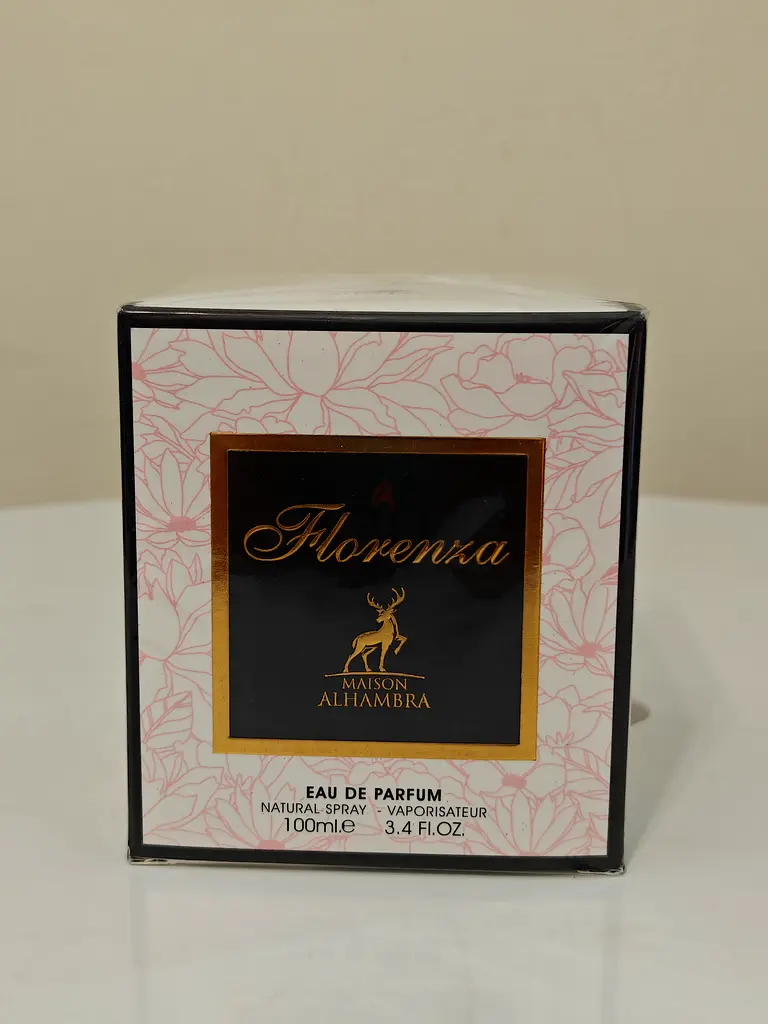 Florenza
MAISON
ALHAMBRA
EAU DE PARFUM
NATURAL SPRAY - VAPORISATEUR
100ml.e 3.4 Fl.OZ.